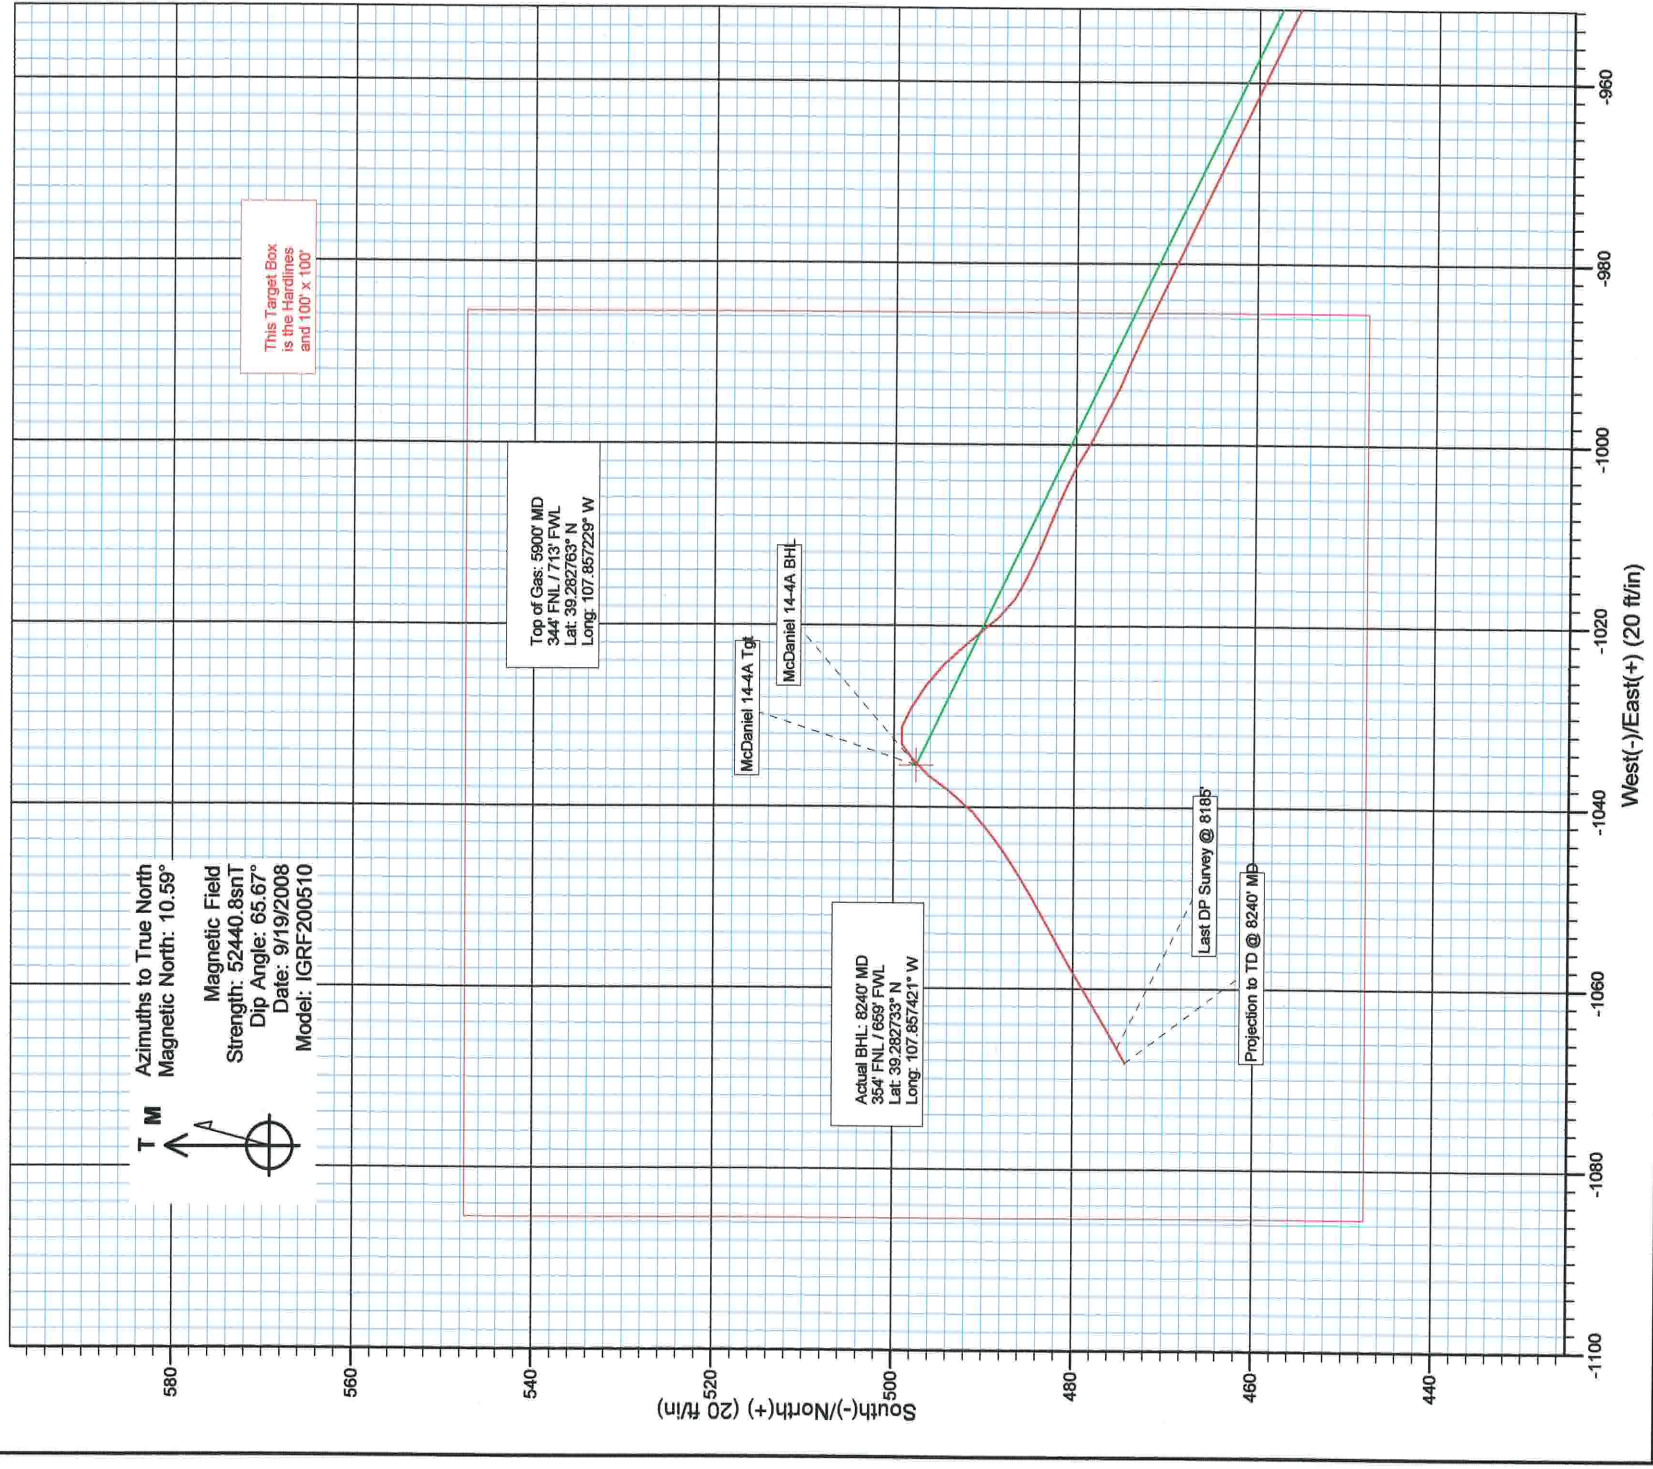 T M
Azimuths to True North
Magnetic North: 10.59°
Magnetic Field
Strength: 52440.8snT
Dip Angle: 65.67°
Date: 9/19/2008
Model: IGRF200510
This Target Box
is the Hardlines
and 100' x 100'
Top of Gas: 5900' MD
344' FNL / 713' FWL
Lat: 39.282763° N
Long: 107.857229° W
McDaniel 14-4A Tgt
McDaniel 14-4A BHL
Actual BHL: 8240' MD
354' FNL / 659' FWL
Lat: 39.282733° N
Long: 107.857421° W
Last DP Survey @ 8185'
Projection to TD @ 8240' MD
South(-)/North(+) (20 ft/in)
580
560
540
520
500
480
460
440
-1100
-1080
-1060
-1040
-1020
-1000
-980
-960
West(-)/East(+) (20 ft/in)